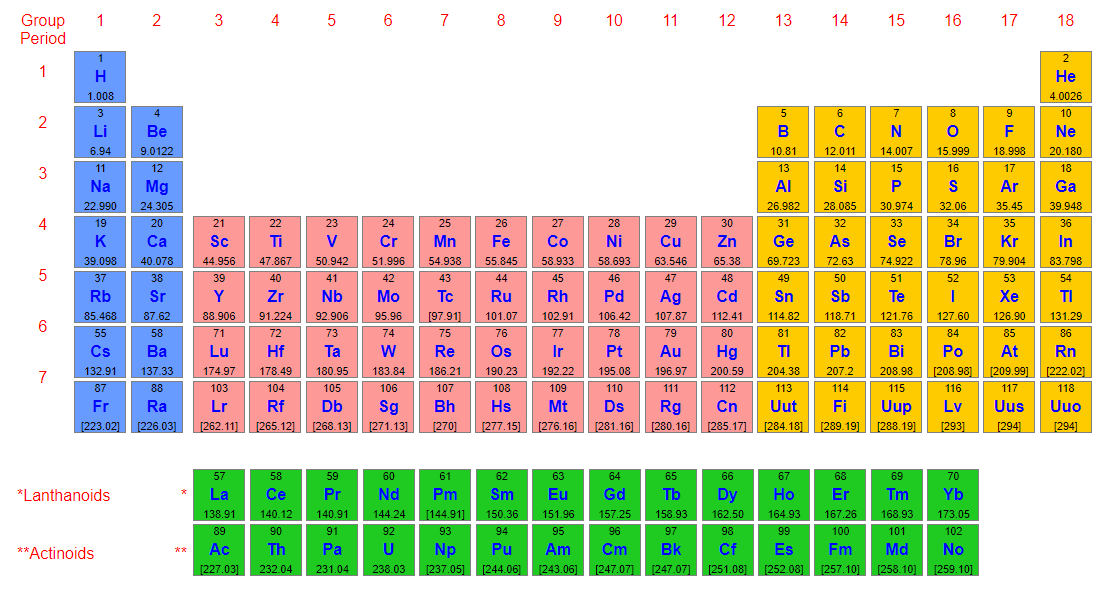 Group 1 2 3 4 5 6 7 8 9 10 11 12 13 14 15 16 17 18
Period
1 2
1 H He
1.008 4.0026
3 4 5 6 7 8 9 10
2 Li Be B C N O F Ne
6.94 9.0122 10.81 12.011 14.007 15.999 18.998 20.180
11 12 13 14 15 16 17 18
3 Na Mg Al Si P S Ar Ga
22.990 24.305 26.982 28.085 30.974 32.06 35.45 39.948
19 20 21 22 23 24 25 26 27 28 29 30 31 32 33 34 35 36
4 K Ca Sc Ti V Cr Mn Fe Co Ni Cu Zn Ge As Se Br Kr In
39.098 40.078 44.956 47.867 50.942 51.996 54.938 55.845 58.933 58.693 63.546 65.38 69.723 72.63 74.922 78.96 79.904 83.798
37 38 39 40 41 42 43 44 45 46 47 48 49 50 51 52 53 54
5 Rb Sr Y Zr Nb Mo Tc Ru Rh Pd Ag Cd Sn Sb Te I Xe Tl
85.468 87.62 88.906 91.224 92.906 95.96 [97.91] 101.07 102.91 106.42 107.87 112.41 114.82 118.71 121.76 127.60 126.90 131.29
55 58 71 72 73 74 75 76 77 78 79 80 81 82 83 84 85 86
6 Cs Ba Lu Hf Ta W Re Os Ir Pt Au Hg Tl Pb Bi Po At Rn
132.91 137.33 174.97 178.49 180.95 183.84 186.21 190.23 192.22 195.08 196.97 200.59 204.38 207.2 208.98 [208.98] [209.99] [222.02]
87 88 103 104 105 106 107 108 109 110 111 112 113 114 115 116 117 118
7 Fr Ra Lr Rf Db Sg Bh Hs Mt Ds Rg Cn Uut Fi Uup Lv Uus Uuo
[223.02] [226.03] [262.11] [265.12] [268.13] [271.13] [270] [277.15] [276.16] [281.16] [280.16] [285.17] [284.18] [289.19] [288.19] [293] [294] [294]
57 58 59 60 61 62 63 64 65 66 67 68 69 70
*Lanthanoids * La Ce Pr Nd Pm Sm Eu Gd Tb Dy Ho Er Tm Yb
138.91 140.12 140.91 144.24 [144.91] 150.36 151.96 157.25 158.93 162.50 164.93 167.26 168.93 173.05
89 90 91 92 93 94 95 96 97 98 99 100 101 102
**Actinoids ** Ac Th Pa U Np Pu Am Cm Bk Cf Es Fm Md No
[227.03] 232.04 231.04 238.03 [237.05] [244.06] [243.06] [247.07] [247.07] [251.08] [252.08] [257.10] [258.10] [259.10]